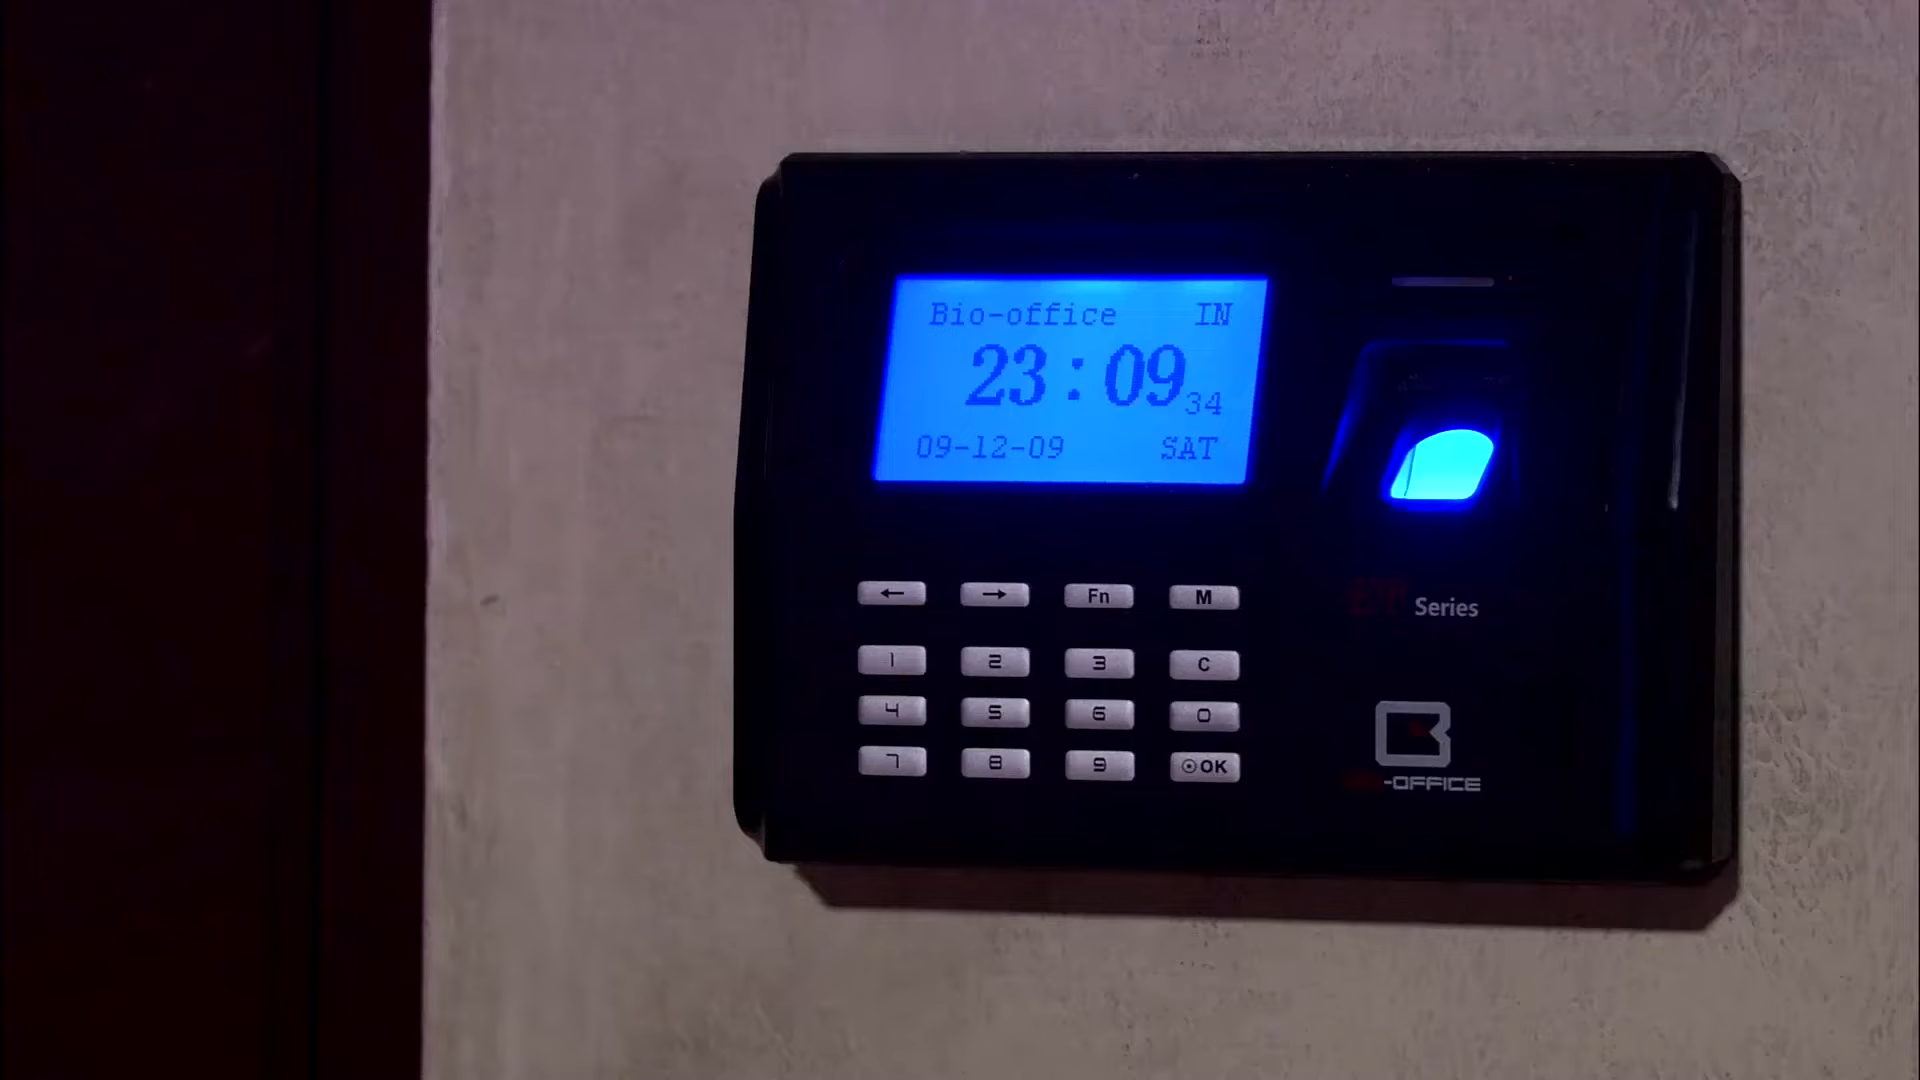 Bio-office IN
23:09 34
09-12-09 SAT
← → Fn M
1 2 3 C
4 5 6 0
7 8 9 ⊙OK
Series
-OFFICE